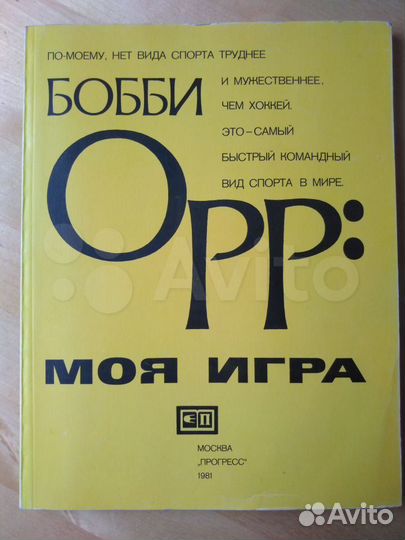 ПО-МОЕМУ, НЕТ ВИДА СПОРТА ТРУДНЕЕ
БОББИ
И МУЖЕСТВЕННЕЕ,
ЧЕМ ХОККЕЙ.
ЭТО – САМЫЙ
БЫСТРЫЙ КОМАНДНЫЙ
ВИД СПОРТА В МИРЕ.
ОРР:
МОЯ ИГРА
МОСКВА
„ПРОГРЕСС"
1981
Avito
Avito